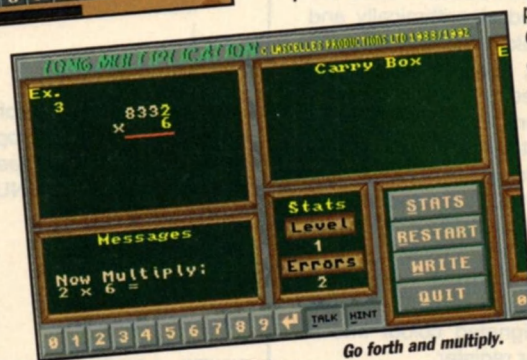 LONG MULTIPLICATION © LASCELLES PRODUCTIONS LTD 1988/1992
Ex.
3
8332
x 6
Carry Box
Messages
Now Multiply:
2 x 6 =
Stats
Level
1
Errors
2
STATS
RESTART
WRITE
QUIT
0 1 2 3 4 5 6 7 8 9 TALK HINT
Go forth and multiply.